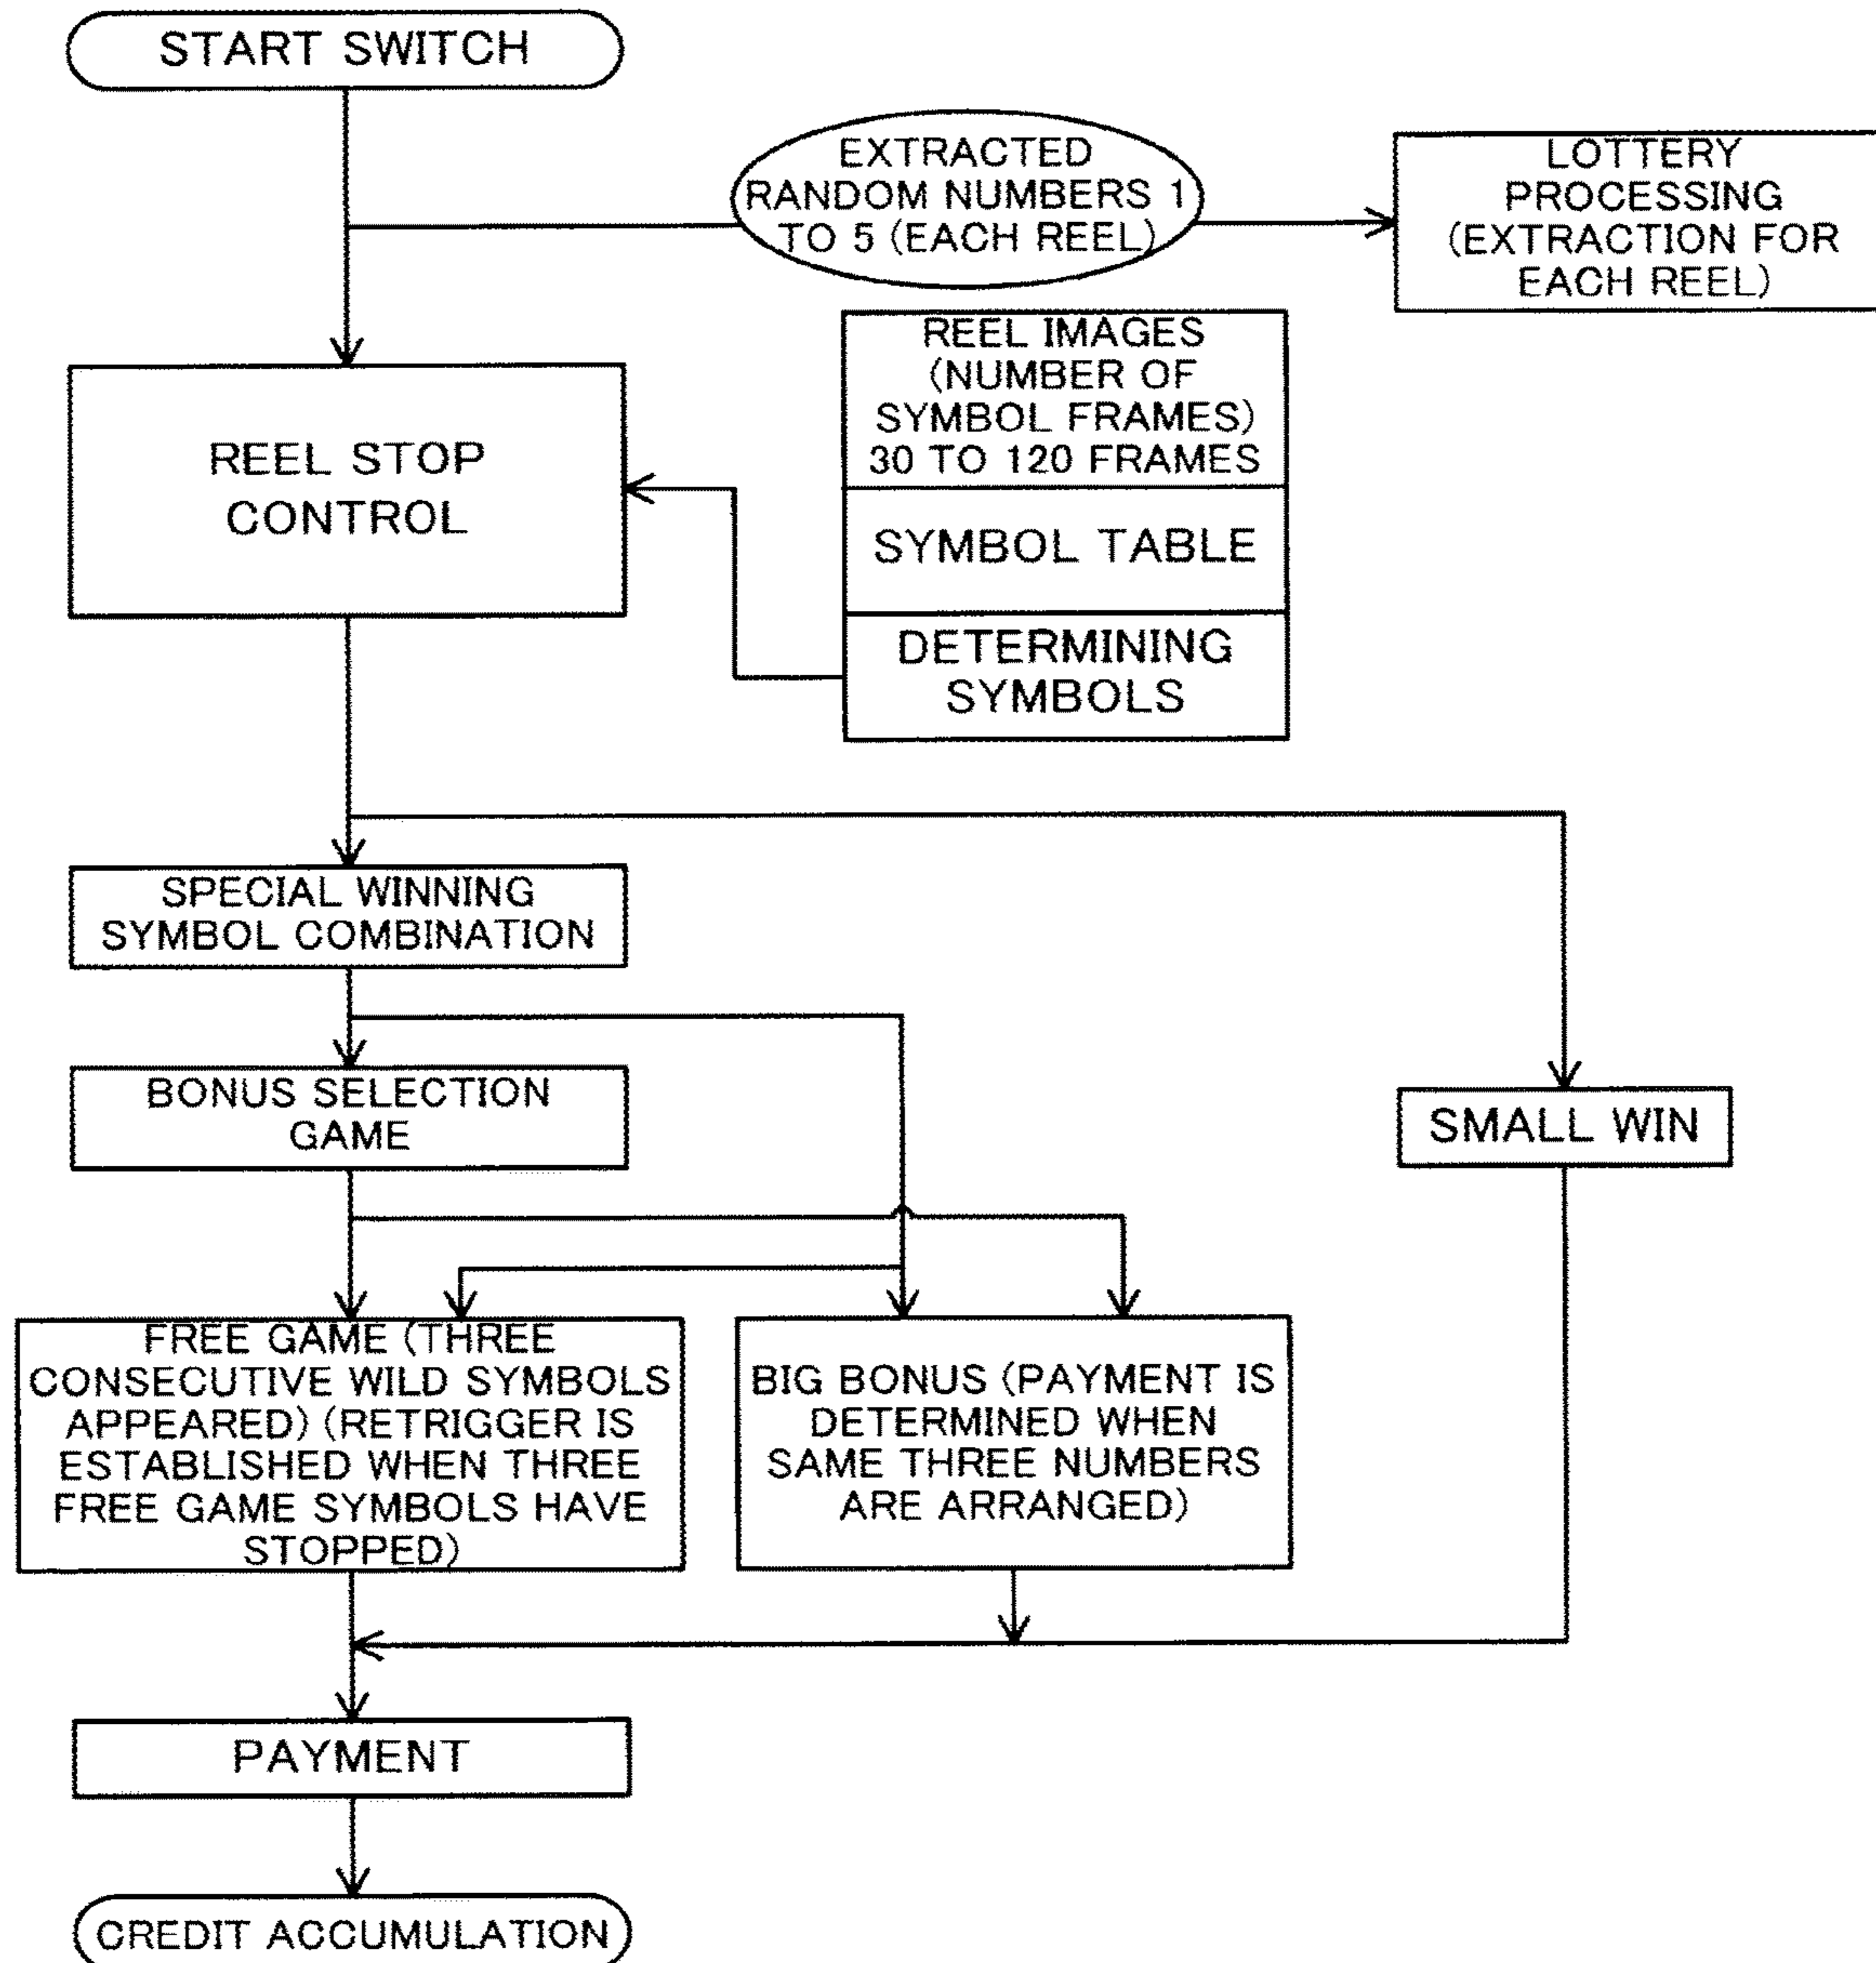 START SWITCH
EXTRACTED
RANDOM NUMBERS 1
TO 5 (EACH REEL)
LOTTERY
PROCESSING
(EXTRACTION FOR
EACH REEL)
REEL IMAGES
(NUMBER OF
SYMBOL FRAMES)
30 TO 120 FRAMES
REEL STOP
CONTROL
SYMBOL TABLE
DETERMINING
SYMBOLS
SPECIAL WINNING
SYMBOL COMBINATION
BONUS SELECTION
GAME
SMALL WIN
FREE GAME (THREE
CONSECUTIVE WILD SYMBOLS
APPEARED) (RETRIGGER IS
ESTABLISHED WHEN THREE
FREE GAME SYMBOLS HAVE
STOPPED)
BIG BONUS (PAYMENT IS
DETERMINED WHEN
SAME THREE NUMBERS
ARE ARRANGED)
PAYMENT
CREDIT ACCUMULATION